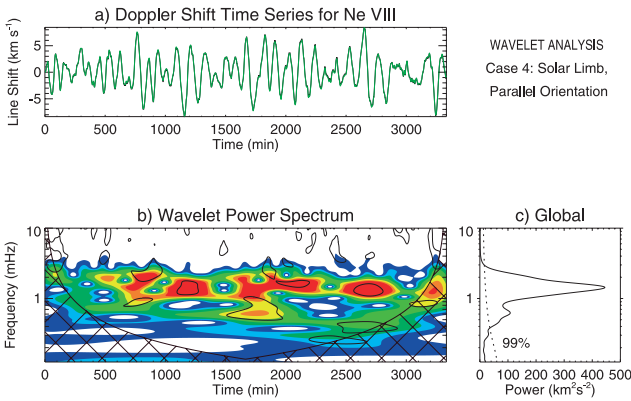 a) Doppler Shift Time Series for Ne VIII
Line Shift (km s-1)
5
0
-5
0 500 1000 1500 2000 2500 3000
Time (min)
WAVELET ANALYSIS
Case 4: Solar Limb,
Parallel Orientation
b) Wavelet Power Spectrum
Frequency (mHz)
10
1
0 500 1000 1500 2000 2500 3000
Time (min)
c) Global
10
1
99%
0 100 200 300 400 500
Power (km2s-2)